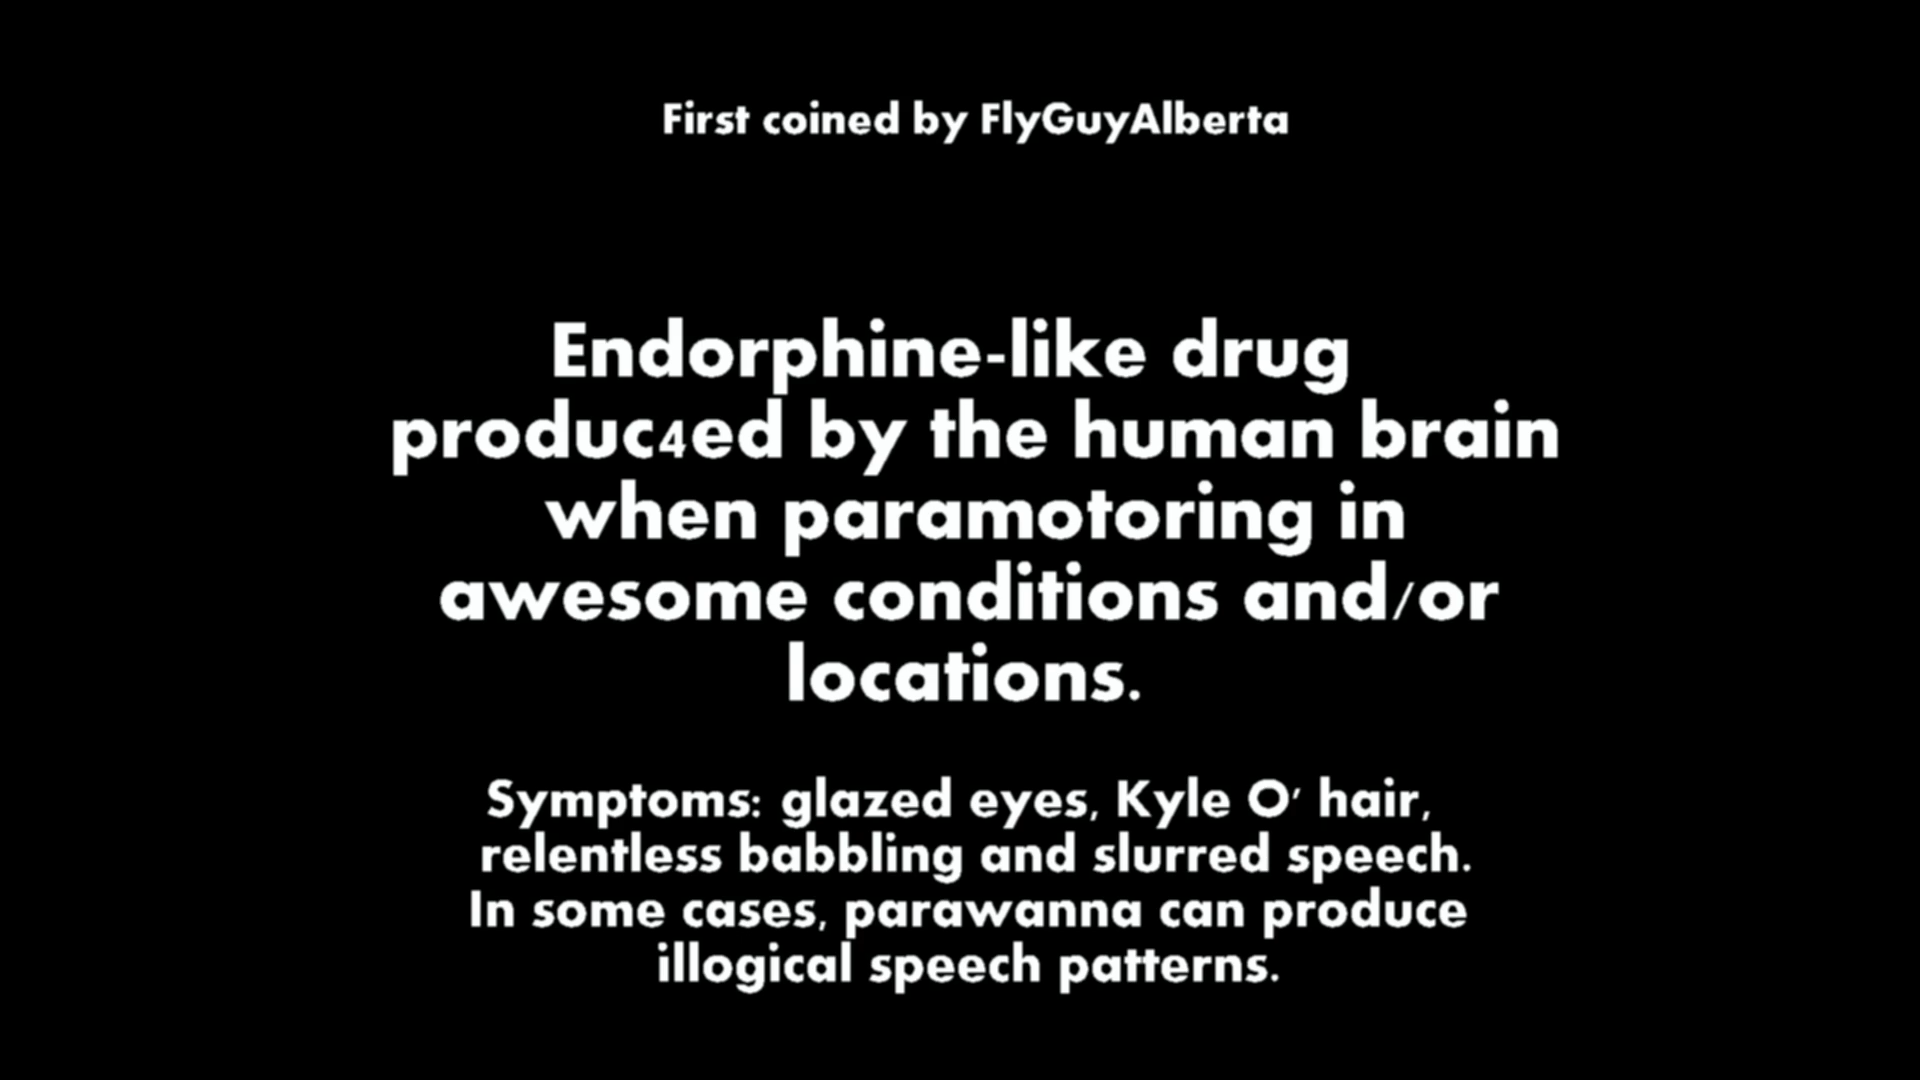 First coined by FlyGuyAlberta
Endorphine-like drug
produc4ed by the human brain
when paramotoring in
awesome conditions and/or
locations.
Symptoms: glazed eyes, Kyle O' hair,
relentless babbling and slurred speech.
In some cases, parawanna can produce
illogical speech patterns.